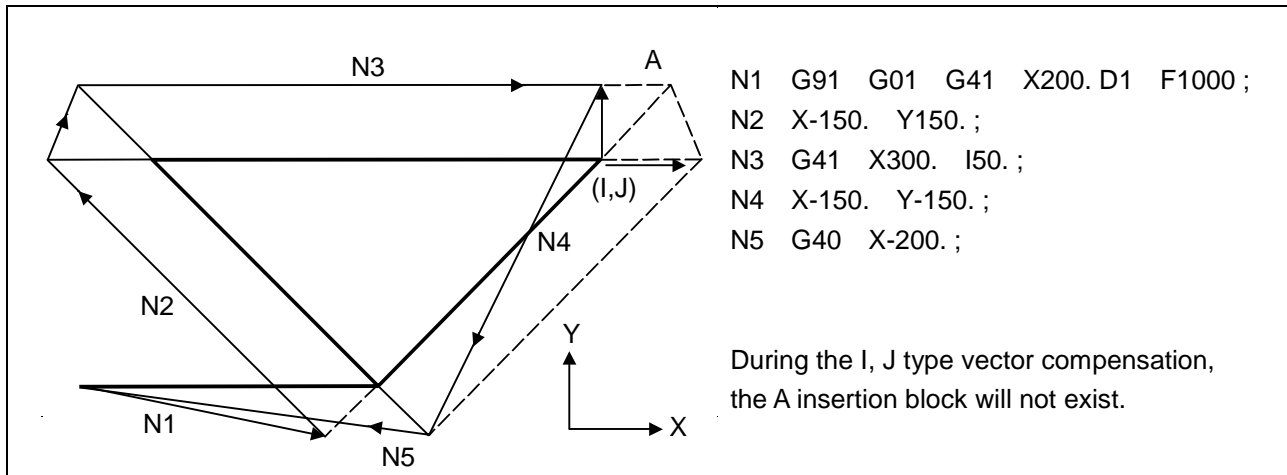 N3
A
(I,J)
N4
N2
N1
N5
Y
X
N1 G91 G01 G41 X200. D1 F1000 ;
N2 X-150. Y150. ;
N3 G41 X300. I50. ;
N4 X-150. Y-150. ;
N5 G40 X-200. ;
During the I, J type vector compensation,
the A insertion block will not exist.